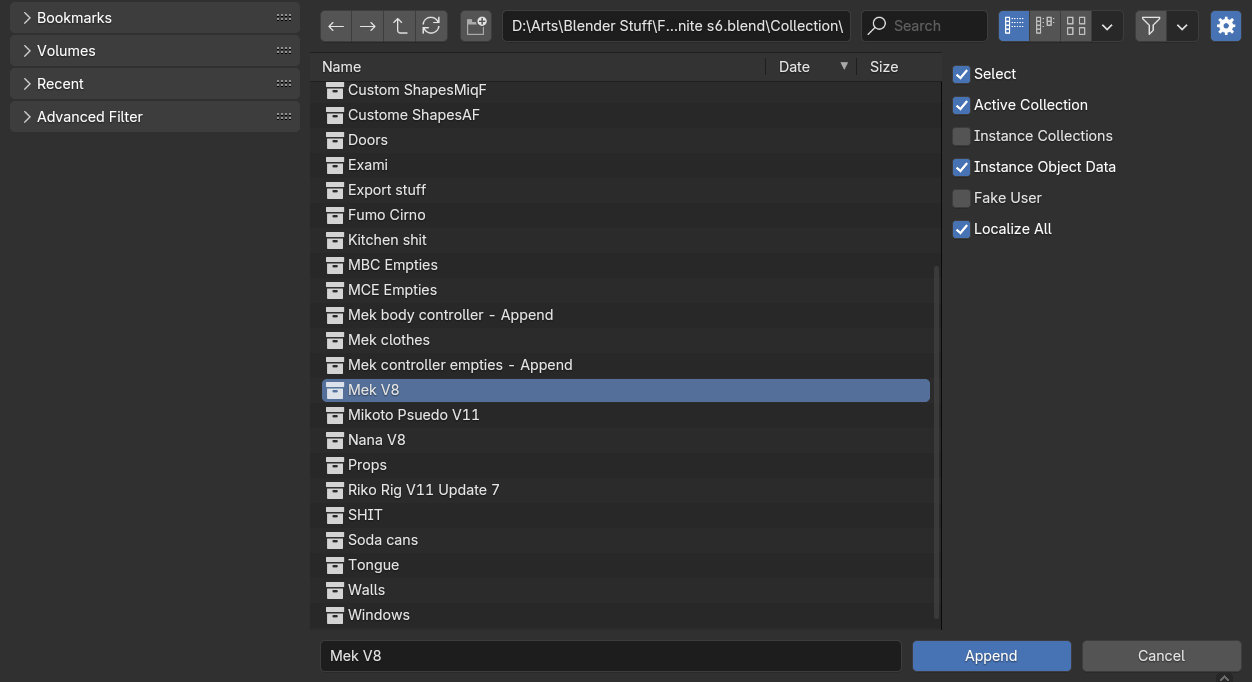 Bookmarks
Volumes
Recent
Advanced Filter
D:\Arts\Blender Stuff\F...nite s6.blend\Collection\
Search
Name Date Size
Custom ShapesMiqF
Custome ShapesAF
Doors
Exami
Export stuff
Fumo Cirno
Kitchen shit
MBC Empties
MCE Empties
Mek body controller - Append
Mek clothes
Mek controller empties - Append
Mek V8
Mikoto Psuedo V11
Nana V8
Props
Riko Rig V11 Update 7
SHIT
Soda cans
Tongue
Walls
Windows
Select
Active Collection
Instance Collections
Instance Object Data
Fake User
Localize All
Mek V8
Append
Cancel